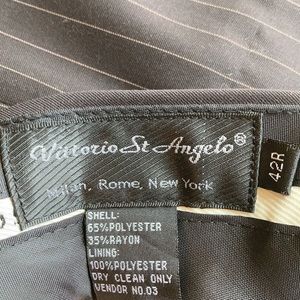 Vittorio St Angelo®
Milan, Rome, New York
42R
SHELL:
65%POLYESTER
35%RAYON
LINING:
100%POLYESTER
DRY CLEAN ONLY
VENDOR NO.03